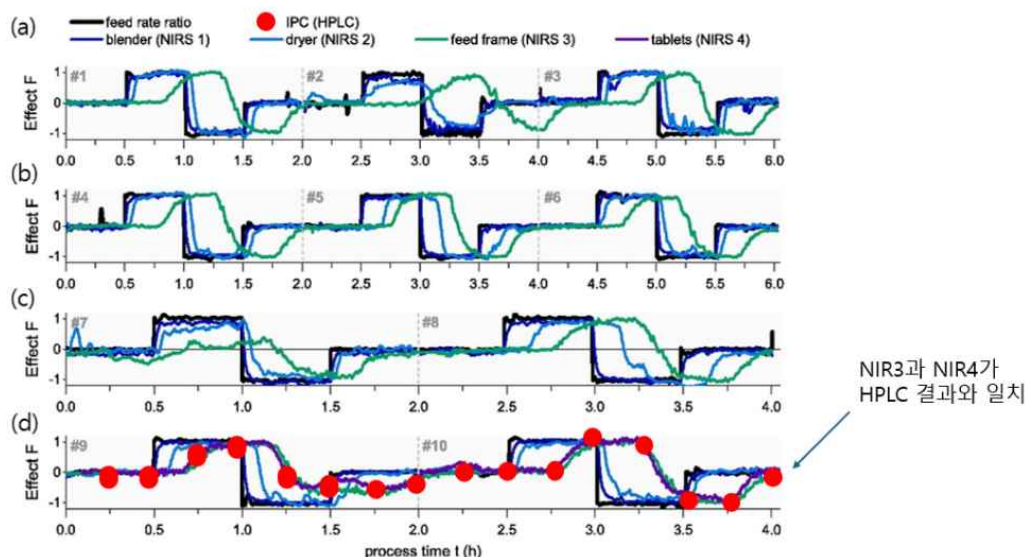 (a)
feed rate ratio
IPC (HPLC)
blender (NIRS 1)
dryer (NIRS 2)
feed frame (NIRS 3)
tablets (NIRS 4)
Effect F
1
0
-1
#1
#2
#3
0.0 0.5 1.0 1.5 2.0 2.5 3.0 3.5 4.0 4.5 5.0 5.5 6.0
(b)
Effect F
1
0
-1
#4
#5
#6
0.0 0.5 1.0 1.5 2.0 2.5 3.0 3.5 4.0 4.5 5.0 5.5 6.0
(c)
Effect F
1
0
-1
#7
#8
0.0 0.5 1.0 1.5 2.0 2.5 3.0 3.5 4.0
NIR3과 NIR4가
HPLC 결과와 일치
(d)
Effect F
1
0
-1
#9
#10
0.0 0.5 1.0 1.5 2.0 2.5 3.0 3.5 4.0
process time t (h)